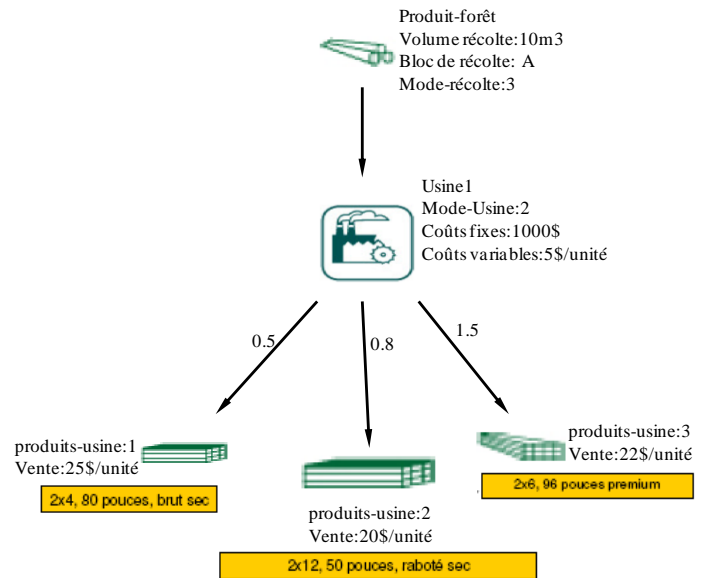 Produit-forêt
Volume récolte:10m3
Bloc de récolte: A
Mode-récolte:3
Usine1
Mode-Usine:2
Coûts fixes:1000$
Coûts variables:5$/unité
0.5
0.8
1.5
produits-usine:1
Vente:25$/unité
2x4, 80 pouces, brut sec
produits-usine:2
Vente:20$/unité
2x12, 50 pouces, raboté sec
produits-usine:3
Vente:22$/unité
2x6, 96 pouces premium